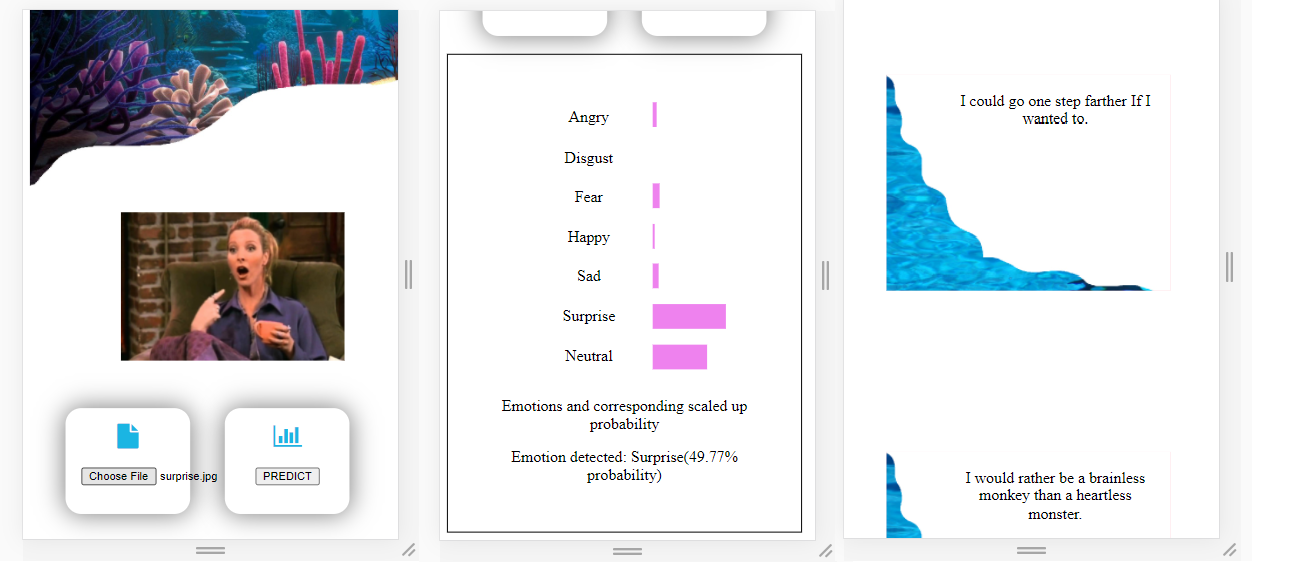 Choose File surprise.jpg
PREDICT
Angry
Disgust
Fear
Happy
Sad
Surprise
Neutral
Emotions and corresponding scaled up
probability
Emotion detected: Surprise(49.77%
probability)
I could go one step farther If I
wanted to.
I would rather be a brainless
monkey than a heartless
monster.